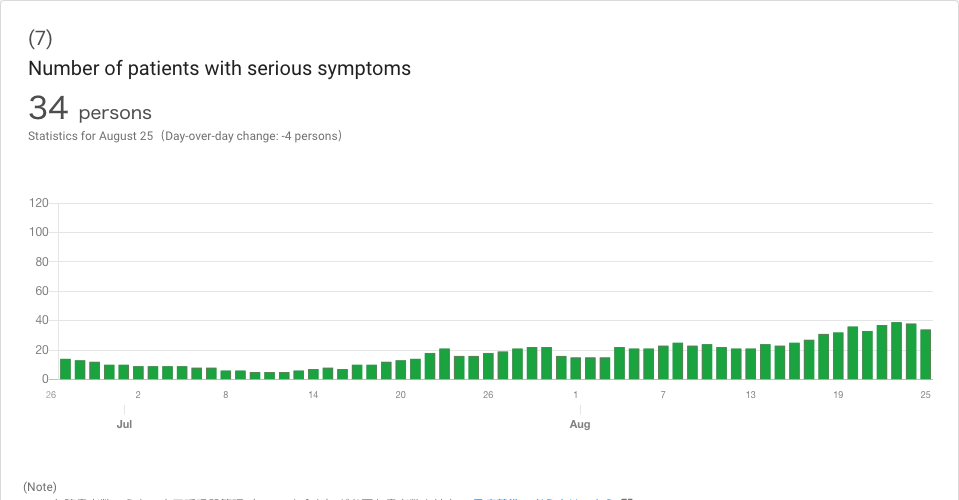 (7)
Number of patients with serious symptoms
34 persons
Statistics for August 25（Day-over-day change: -4 persons）
120
100
80
60
40
20
0
26 2 8 14 20 26 1 7 13 19 25
Jul Aug
(Note)